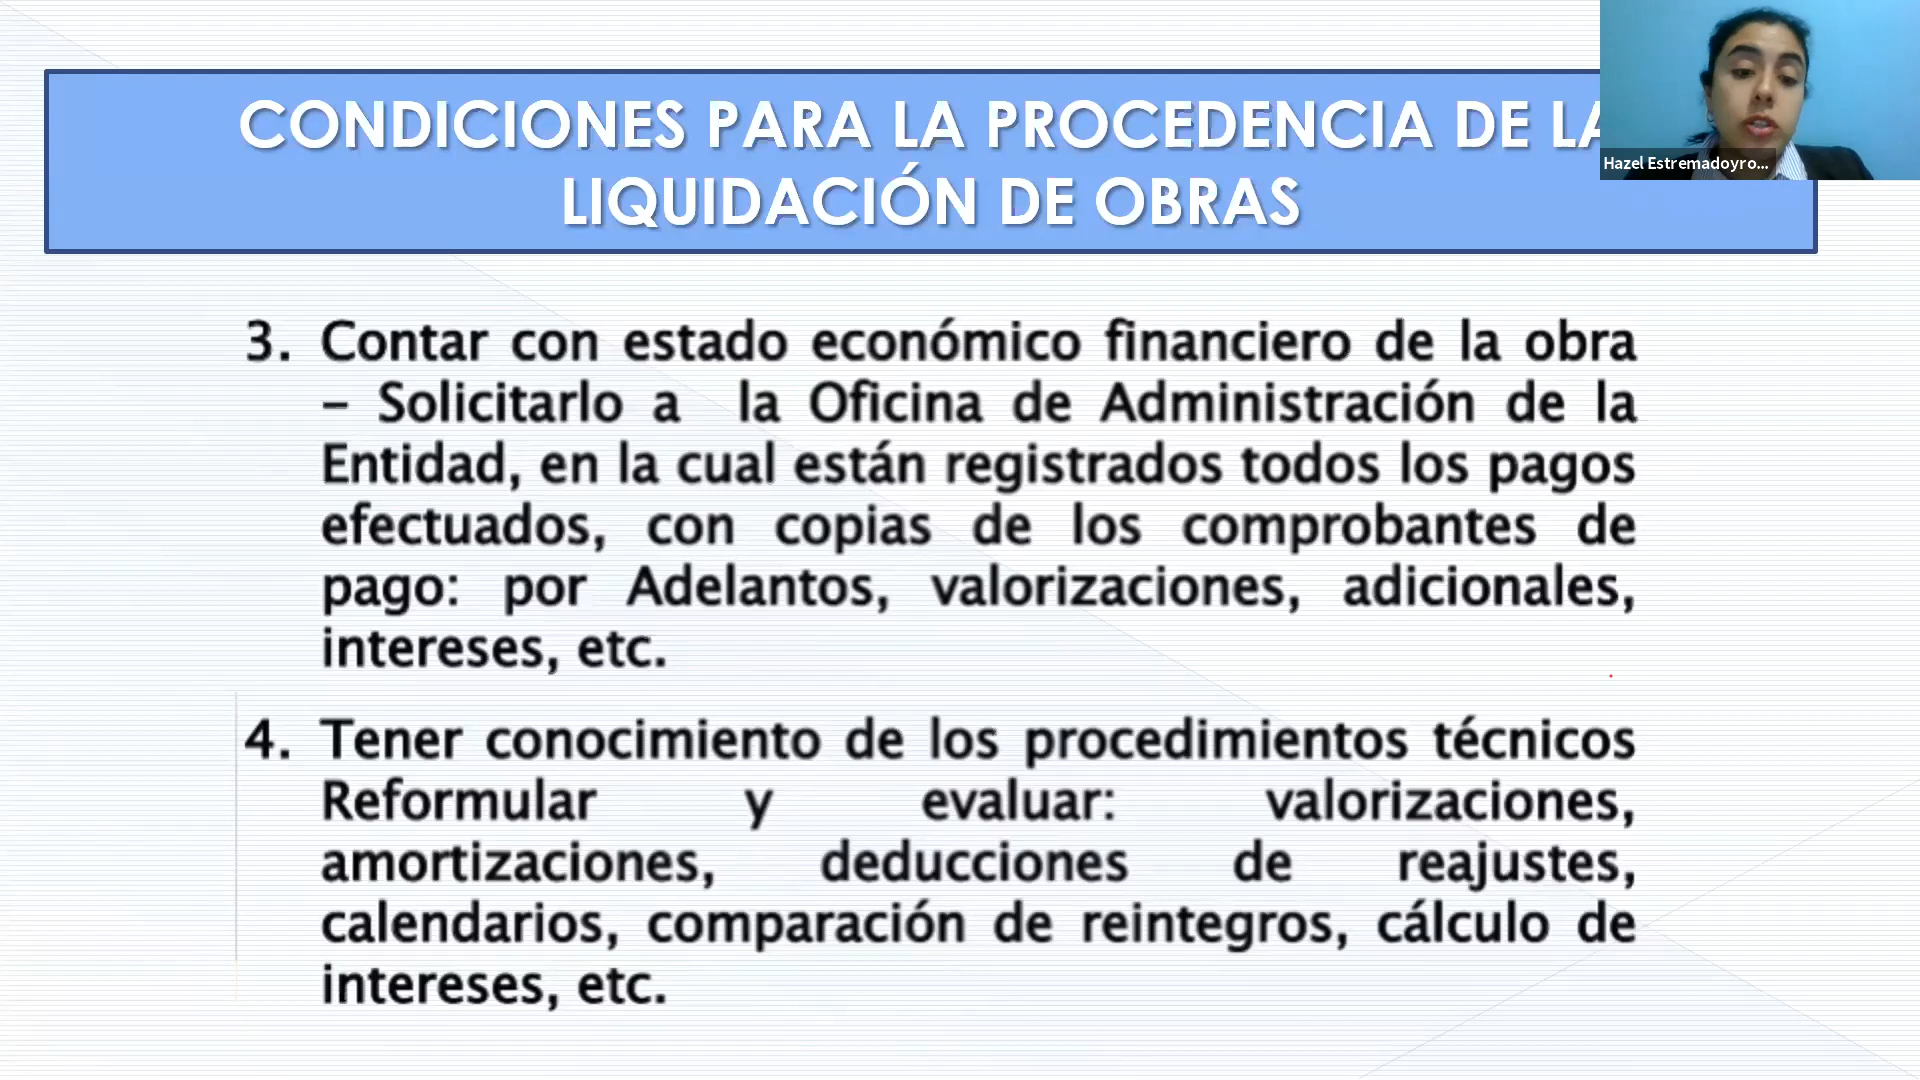 CONDICIONES PARA LA PROCEDENCIA DE LA
LIQUIDACIÓN DE OBRAS
Hazel Estremadoyro...
3. Contar con estado económico financiero de la obra
– Solicitarlo a la Oficina de Administración de la
Entidad, en la cual están registrados todos los pagos
efectuados, con copias de los comprobantes de
pago: por Adelantos, valorizaciones, adicionales,
intereses, etc.
4. Tener conocimiento de los procedimientos técnicos
Reformular y evaluar: valorizaciones,
amortizaciones, deducciones de reajustes,
calendarios, comparación de reintegros, cálculo de
intereses, etc.